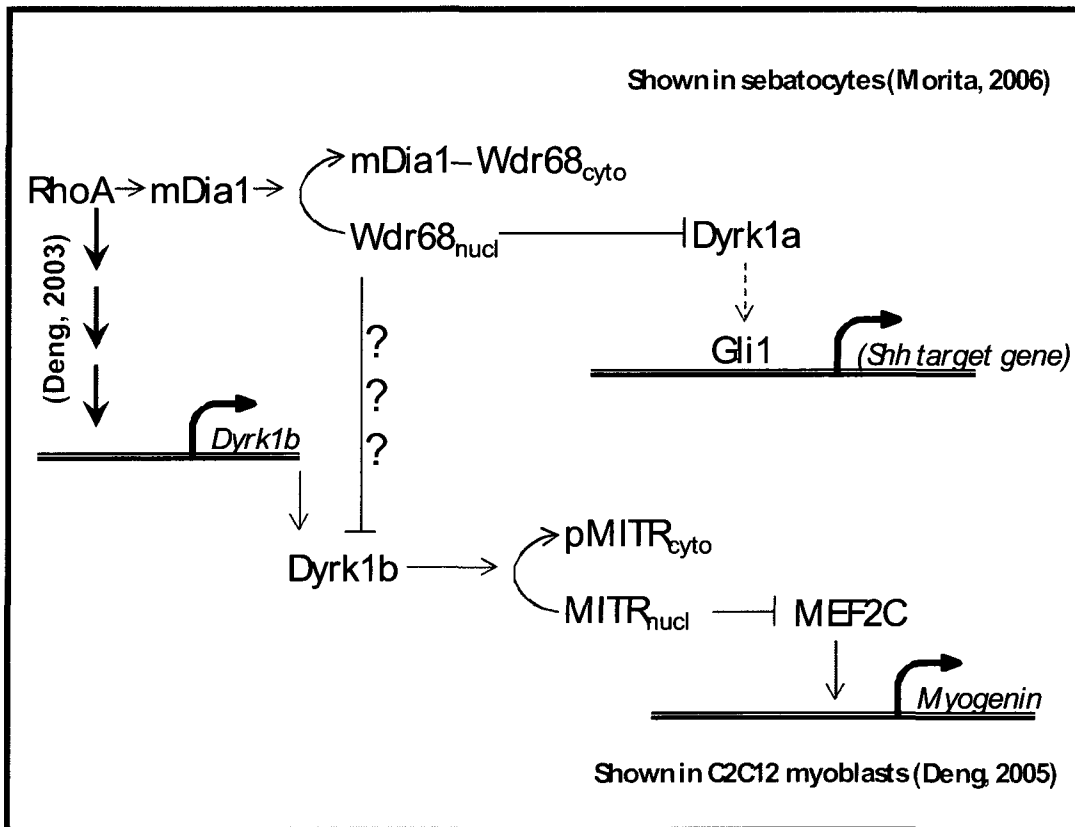 Shown in sebatocytes (Morita, 2006)
mDia1–Wdr68cyto
RhoA → mDia1 →
Wdr68nucl
Dyrk1a
(Deng, 2003)
?
Gli1
(Shh target gene)
?
Dyrk1b
?
pMITRcyto
Dyrk1b
MITRnucl
MEF2C
Myogenin
Shown in C2C12 myoblasts (Deng, 2005)